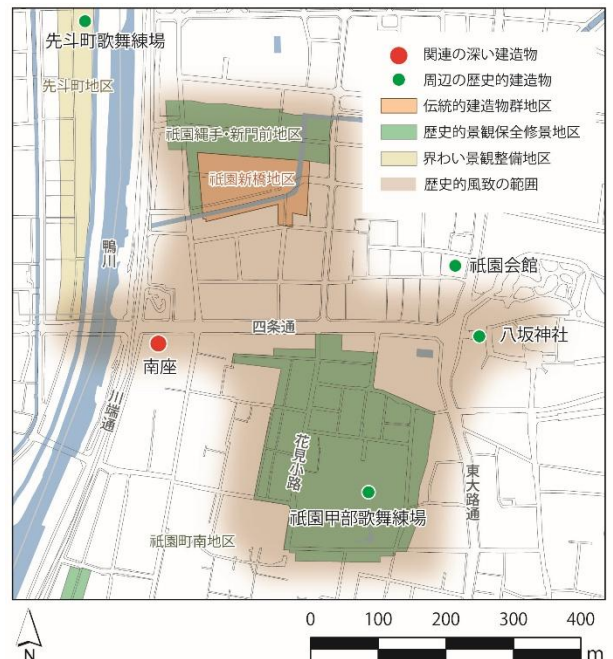 先斗町歌舞練場
先斗町地区
関連の深い建造物
周辺の歴史的建造物
伝統的建造物群地区
歴史的景観保全修景地区
界わい景観整備地区
歴史的風致の範囲
祇園縄手・新門前地区
祇園新橋地区
鴨川
祇園会館
四条通
八坂神社
南座
川端通
花見小路
東大路通
祇園甲部歌舞練場
祇園町南地区
N
0 100 200 300 400
m